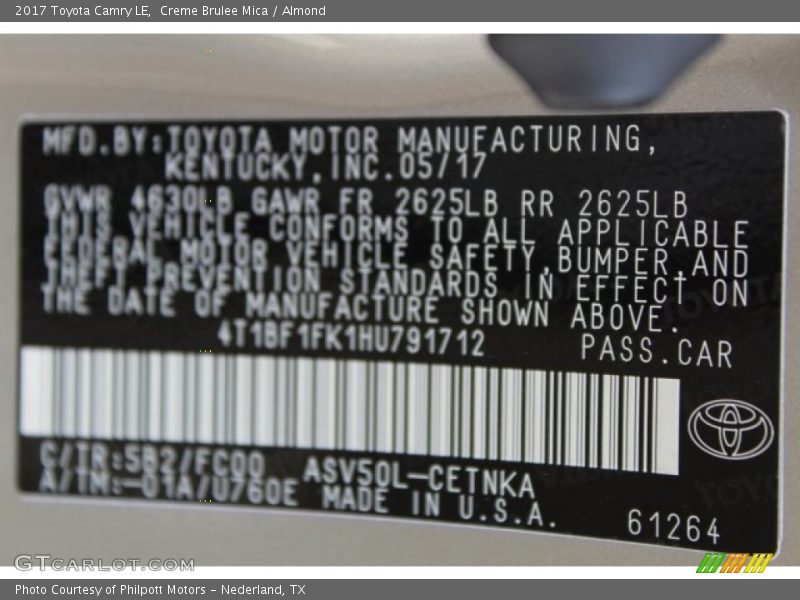 2017 Toyota Camry LE, Creme Brulee Mica / Almond
MFD.BY:TOYOTA MOTOR MANUFACTURING,
KENTUCKY,INC.05/17
GVWR 4630LB GAWR FR 2625LB RR 2625LB
THIS VEHICLE CONFORMS TO ALL APPLICABLE
FEDERAL MOTOR VEHICLE SAFETY,BUMPER,AND
THEFT PREVENTION STANDARDS IN EFFECT ON
THE DATE OF MANUFACTURE SHOWN ABOVE.
4T1BF1FK1HU791712 PASS.CAR
C/TR:5B2/FC00 ASV50L-CETNKA
A/TM:-01A/U760E MADE IN U.S.A.
61264
GTCARLOT.COM
Photo Courtesy of Philpott Motors - Nederland, TX